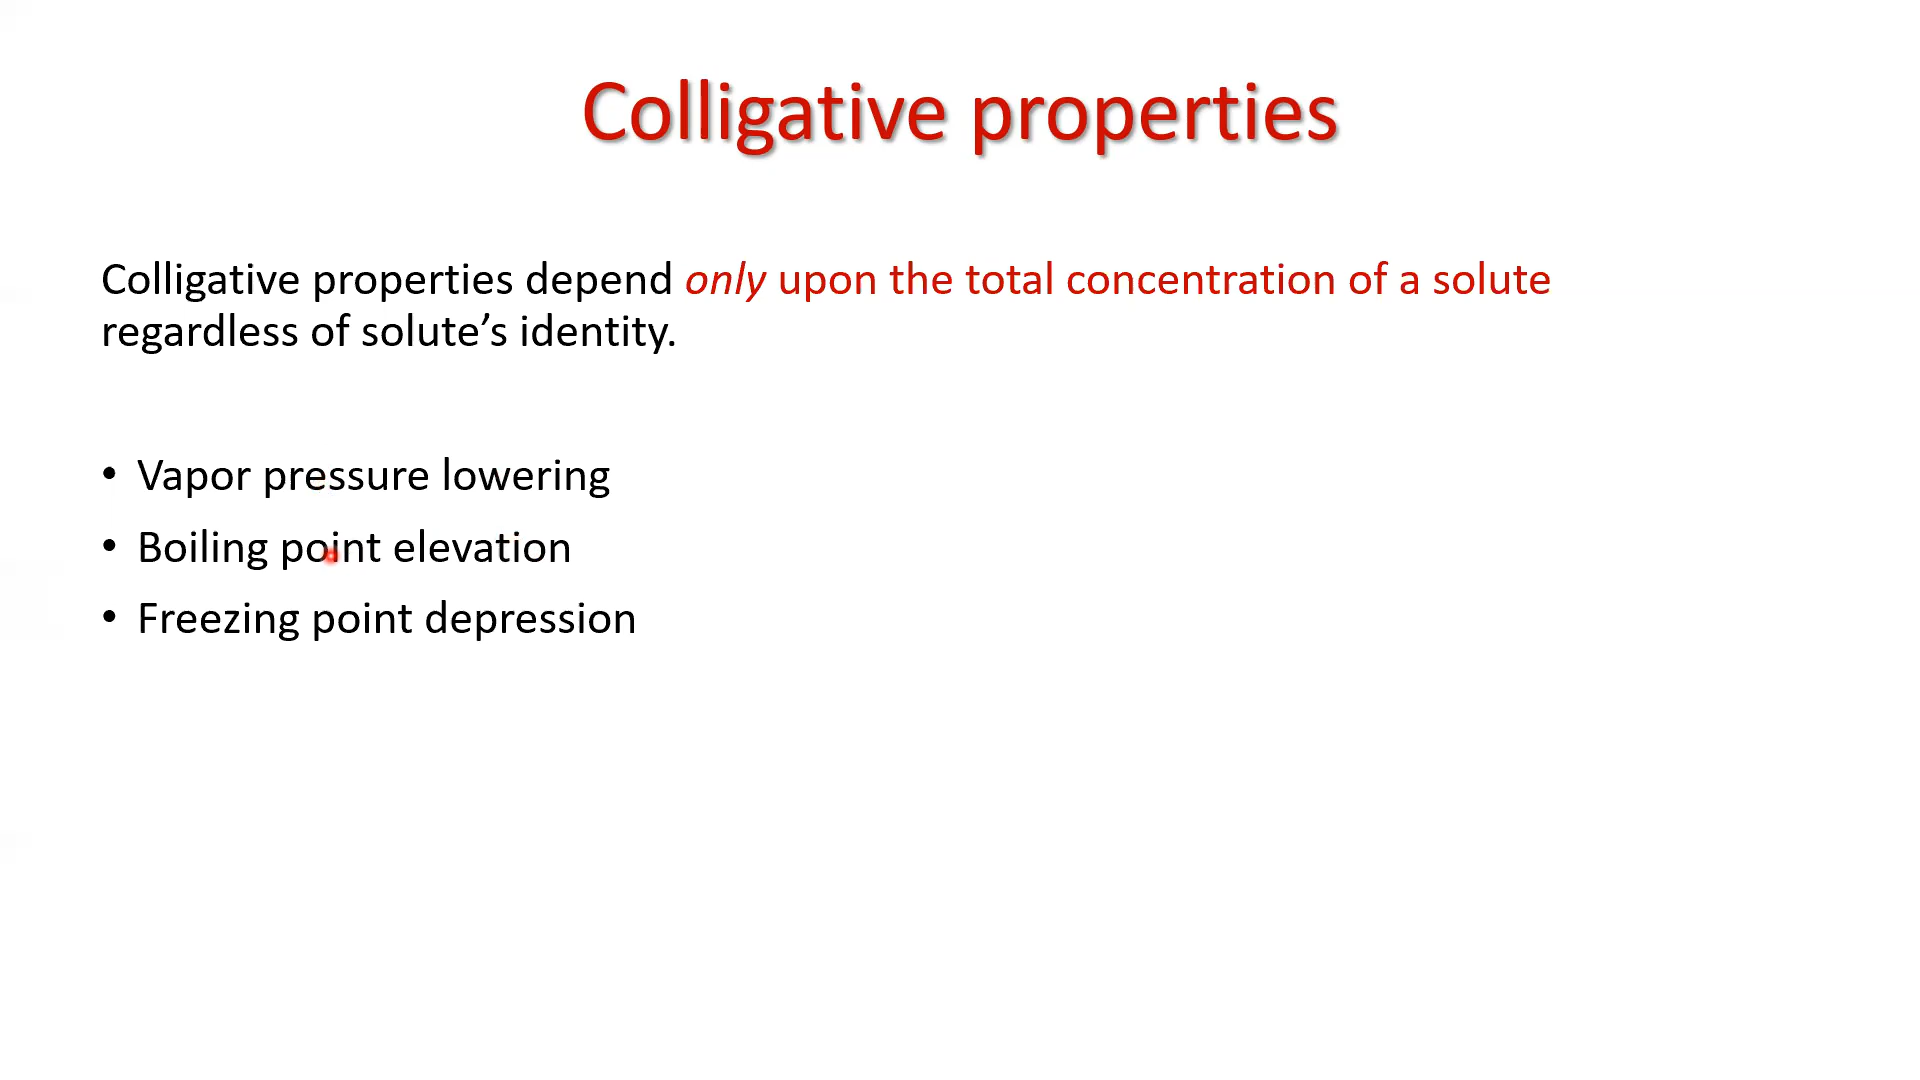 Colligative properties
Colligative properties depend only upon the total concentration of a solute
regardless of solute’s identity.
• Vapor pressure lowering
• Boiling point elevation
• Freezing point depression